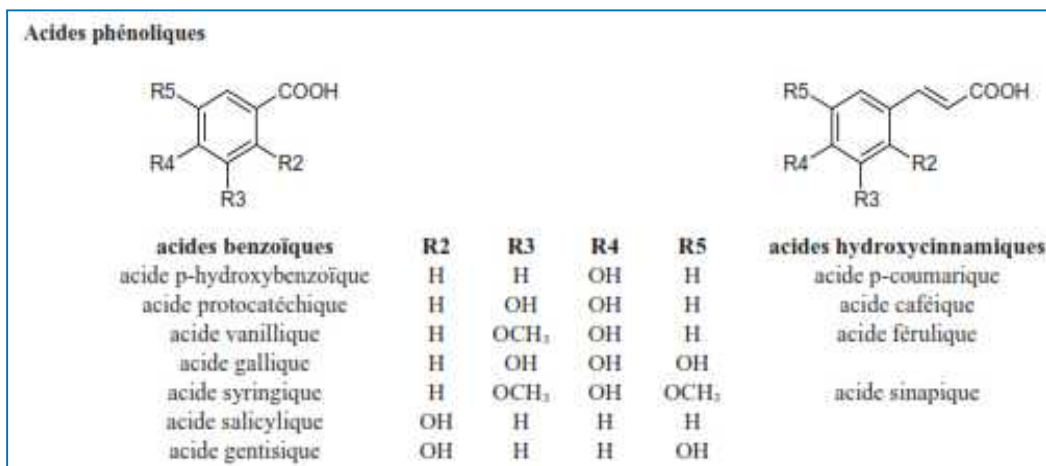 Acides phénoliques
R5 COOH R5 COOH
R4 R2 R4 R2
R3 R3
acides benzoïques R2 R3 R4 R5 acides hydroxycinnamiques
acide p-hydroxybenzoïque H H OH H acide p-coumarique
acide protocatéchique H OH OH H acide caféique
acide vanillique H OCH₃ OH H acide férulique
acide gallique H OH OH OH
acide syringique H OCH₃ OH OCH₃ acide sinapique
acide salicylique OH H H H
acide gentisique OH H H OH